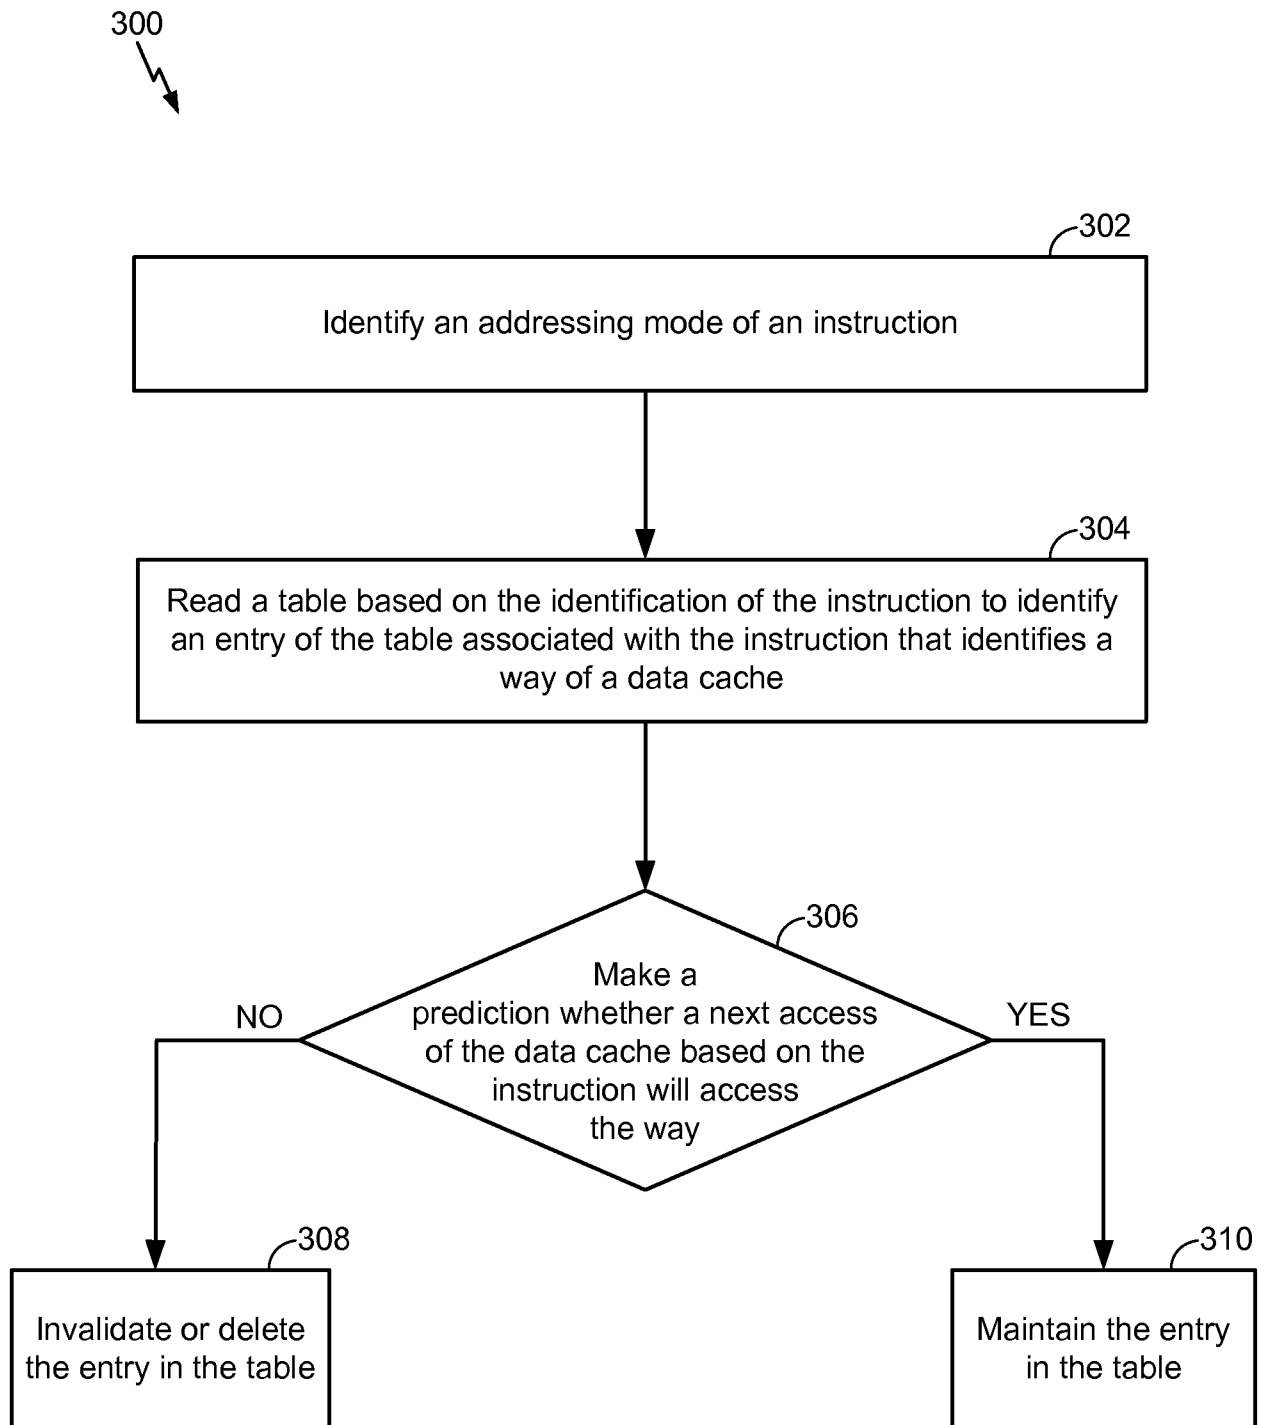 300
302
Identify an addressing mode of an instruction
304
Read a table based on the identification of the instruction to identify
an entry of the table associated with the instruction that identifies a
way of a data cache
306
Make a
prediction whether a next access
of the data cache based on the
instruction will access
the way
NO
YES
308
Invalidate or delete
the entry in the table
310
Maintain the entry
in the table